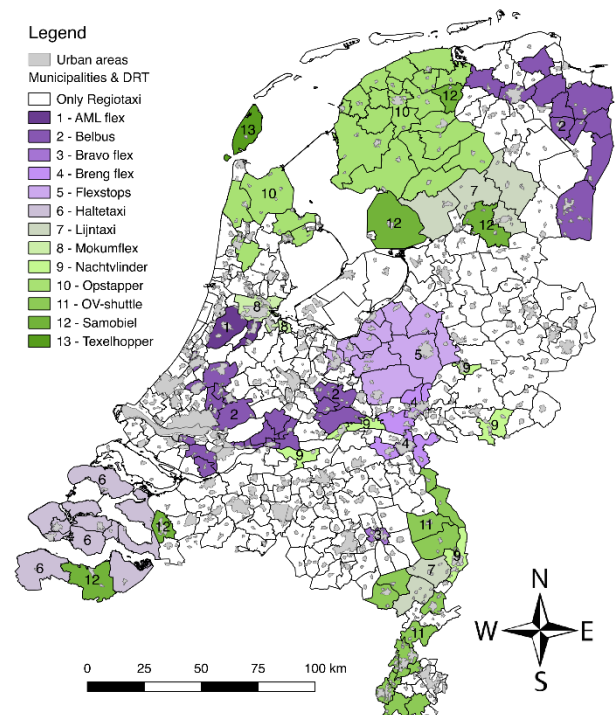 Legend
Urban areas
Municipalities & DRT
Only Regiotaxi
1 - AML flex
2 - Belbus
3 - Bravo flex
4 - Breng flex
5 - Flexstops
6 - Haltetaxi
7 - Lijntaxi
8 - Mokumflex
9 - Nachtvlinder
10 - Opstapper
11 - OV-shuttle
12 - Samobiel
13 - Texelhopper
12
10
2
13
7
10
12
12
8
1
8
5
9
2
4
2
9
9
4
9
6
3
11
6
12
9
6
12
7
11
N
W E
S
0 25 50 75 100 km